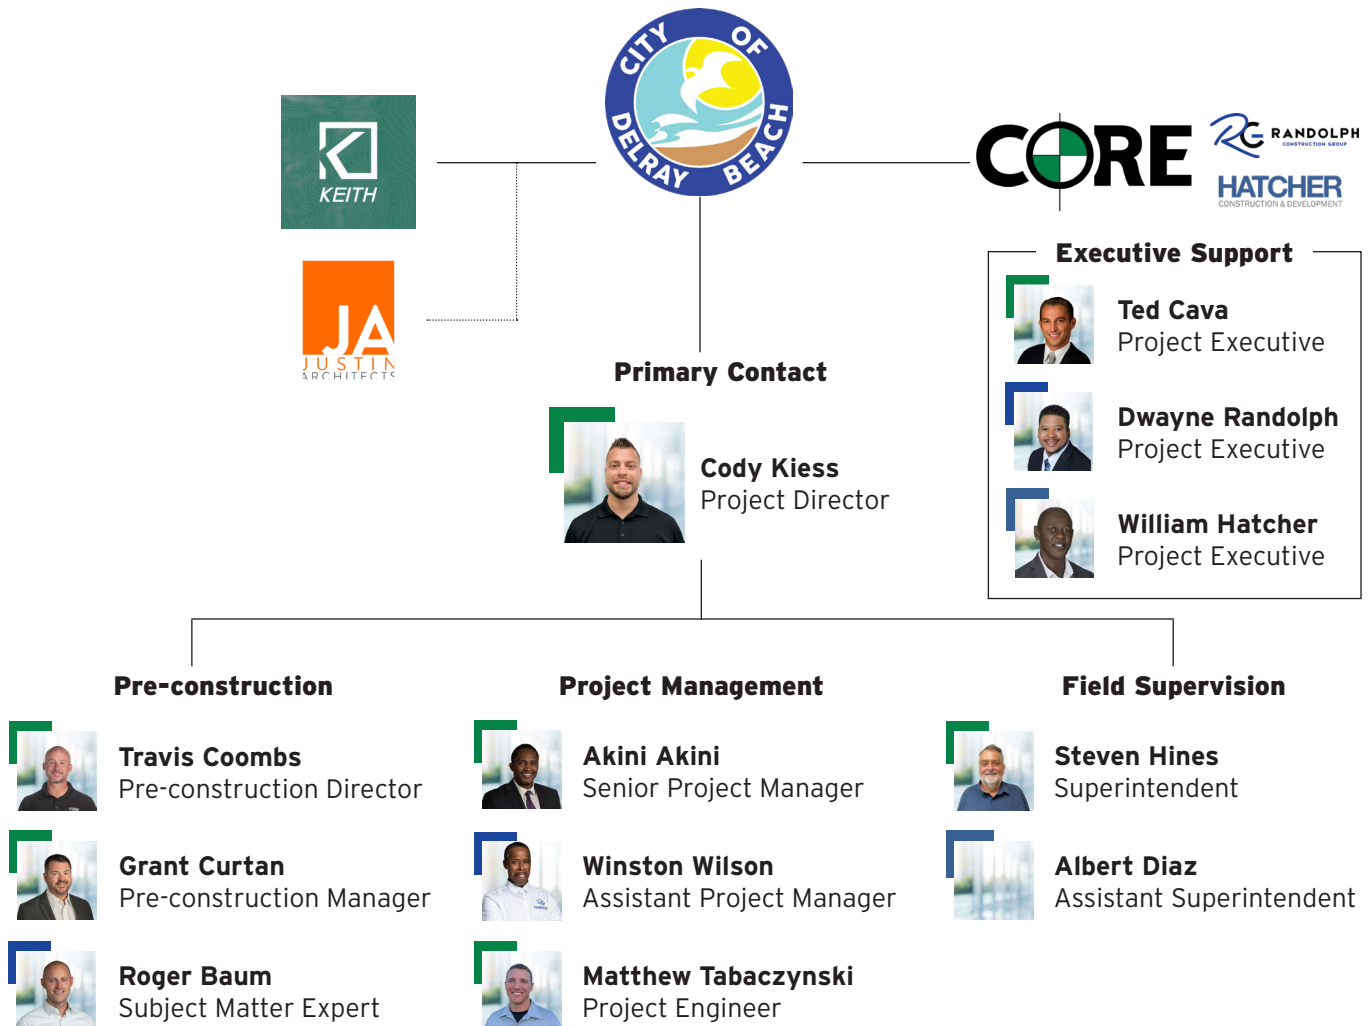 CITY OF
DELRAY BEACH
KEITH
JA
JUSTIN
ARCHITECTS
CORE
RG RANDOLPH
CONSTRUCTION GROUP
HATCHER
CONSTRUCTION & DEVELOPMENT
Executive Support
Ted Cava
Project Executive
Dwayne Randolph
Project Executive
William Hatcher
Project Executive
Primary Contact
Cody Kiess
Project Director
Pre-construction
Travis Coombs
Pre-construction Director
Grant Curtan
Pre-construction Manager
Roger Baum
Subject Matter Expert
Project Management
Akini Akini
Senior Project Manager
Winston Wilson
Assistant Project Manager
Matthew Tabaczynski
Project Engineer
Field Supervision
Steven Hines
Superintendent
Albert Diaz
Assistant Superintendent